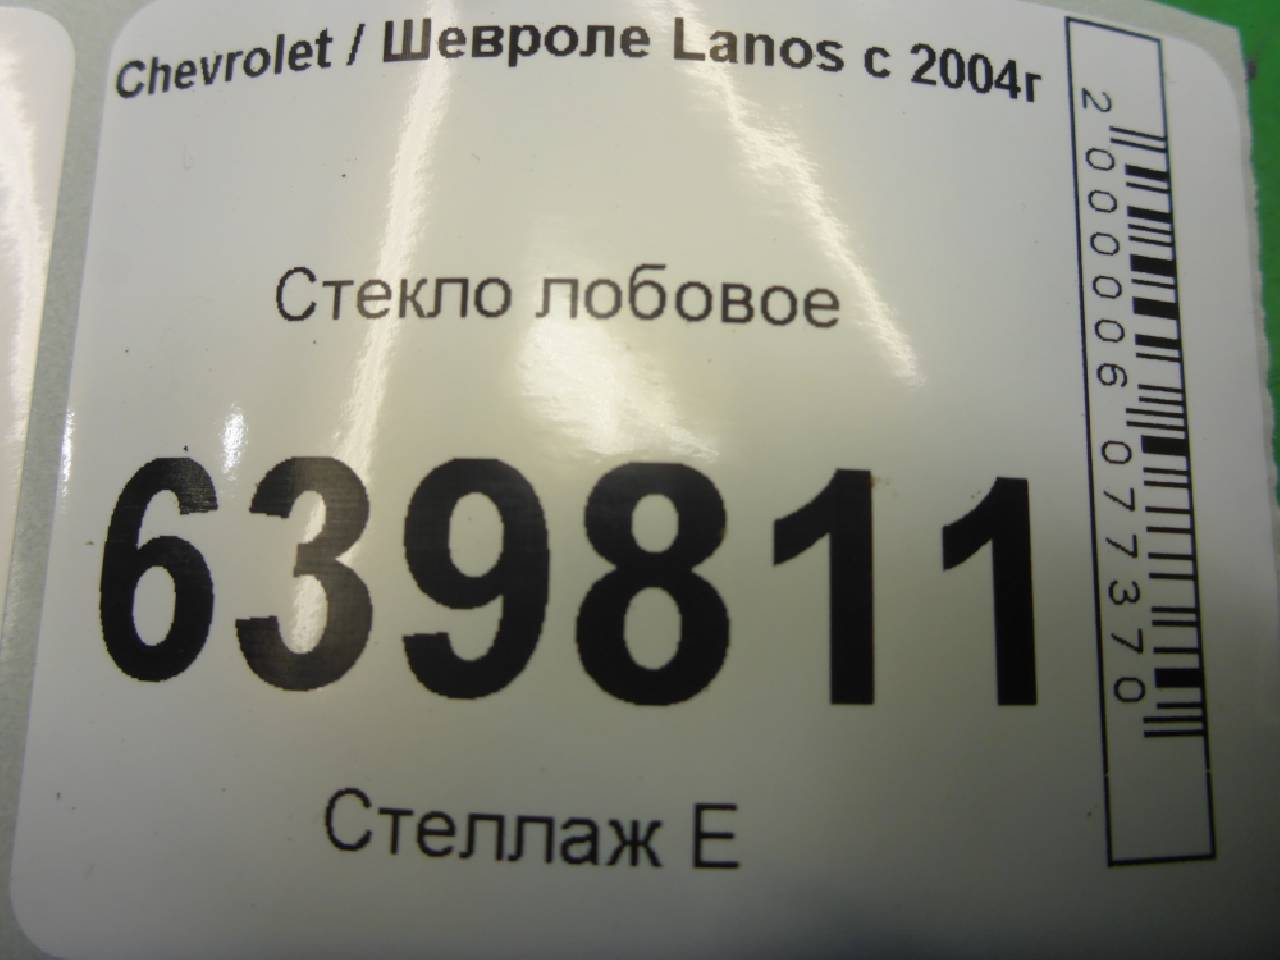 Chevrolet / Шевроле Lanos с 2004г
Стекло лобовое
639811
Стеллаж Е
2000006077370